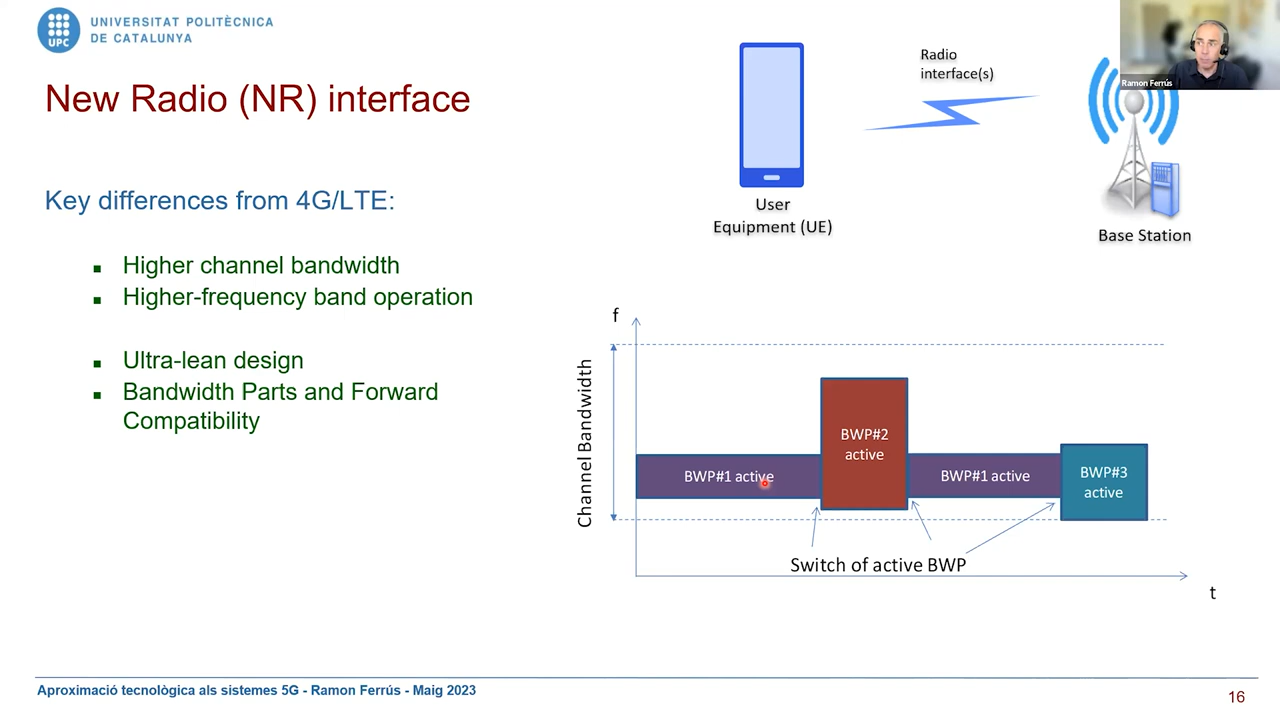 UNIVERSITAT POLITÈCNICA
DE CATALUNYA
UPC
New Radio (NR) interface
Key differences from 4G/LTE:
Higher channel bandwidth
Higher-frequency band operation
Ultra-lean design
Bandwidth Parts and Forward
Compatibility
User
Equipment (UE)
Radio
interface(s)
Ramon Ferrús
Base Station
f
Channel Bandwidth
BWP#1 active
BWP#2
active
BWP#1 active
BWP#3
active
Switch of active BWP
t
Aproximació tecnològica als sistemes 5G - Ramon Ferrús - Maig 2023
16